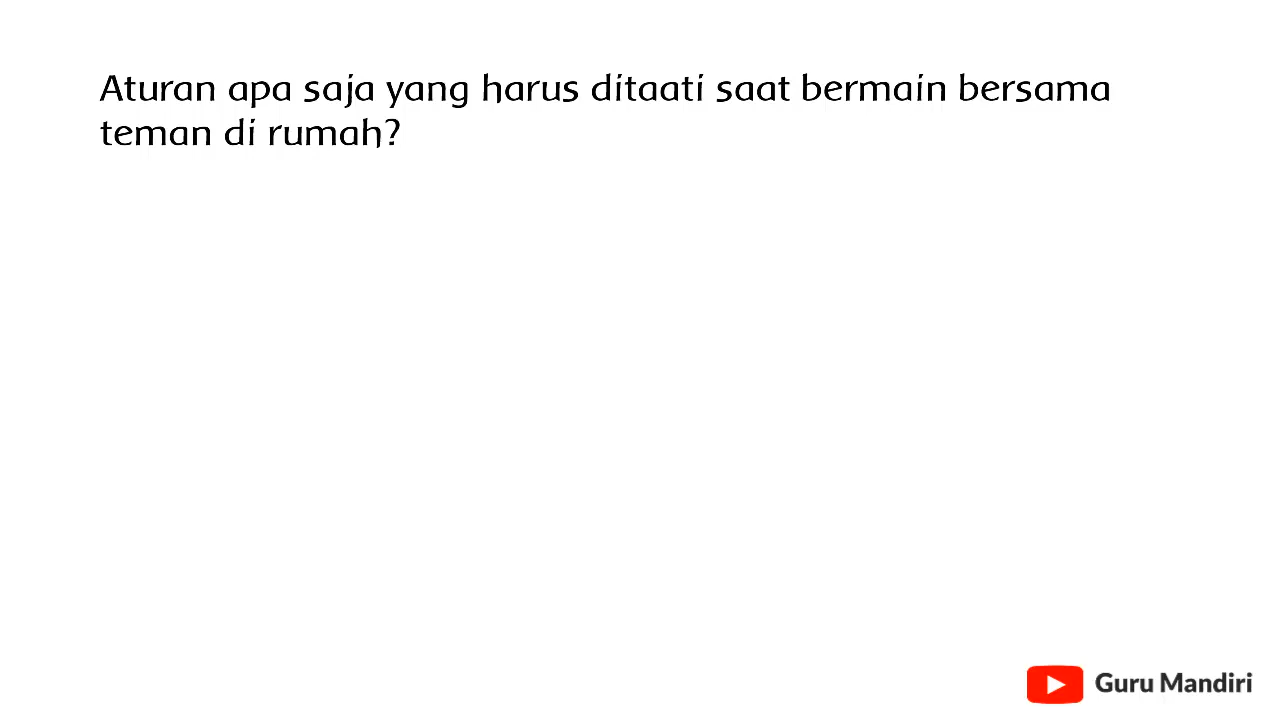 Aturan apa saja yang harus ditaati saat bermain bersama
teman di rumah?
Guru Mandiri